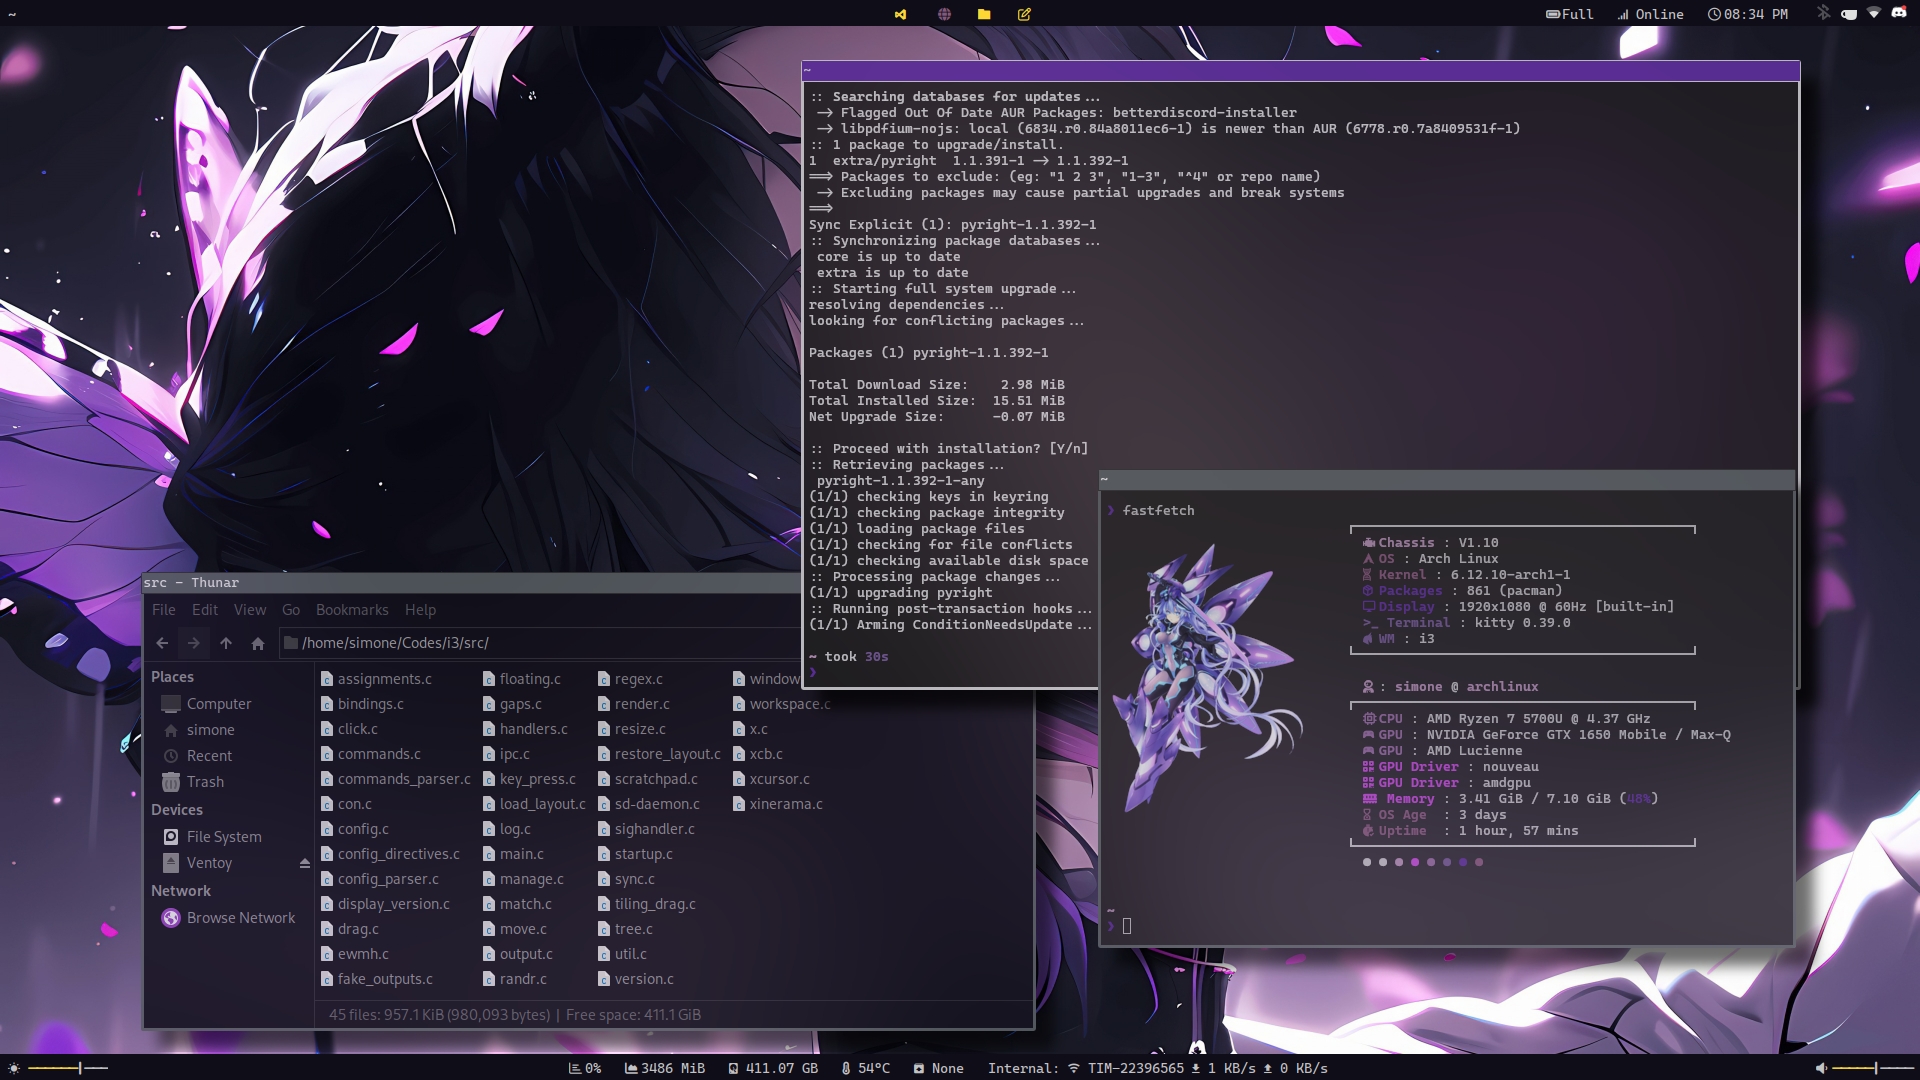 ~
Full
Online
08:34 PM
~
:: Searching databases for updates...
-> Flagged Out Of Date AUR Packages: betterdiscord-installer
-> libpdfium-nojs: local (6834.r0.84a8011ec6-1) is newer than AUR (6778.r0.7a8409531f-1)
:: 1 package to upgrade/install.
1  extra/pyright  1.1.391-1 -> 1.1.392-1
==> Packages to exclude: (eg: "1 2 3", "1-3", "^4" or repo name)
-> Excluding packages may cause partial upgrades and break systems
==>
Sync Explicit (1): pyright-1.1.392-1
:: Synchronizing package databases...
core is up to date
extra is up to date
:: Starting full system upgrade...
resolving dependencies...
looking for conflicting packages...
Packages (1) pyright-1.1.392-1
Total Download Size:    2.98 MiB
Total Installed Size:  15.51 MiB
Net Upgrade Size:      -0.07 MiB
:: Proceed with installation? [Y/n]
:: Retrieving packages...
pyright-1.1.392-1-any
(1/1) checking keys in keyring
(1/1) checking package integrity
(1/1) loading package files
(1/1) checking for file conflicts
(1/1) checking available disk space
:: Processing package changes...
(1/1) upgrading pyright
:: Running post-transaction hooks...
(1/1) Arming ConditionNeedsUpdate...
~ took 30s
❯
~
❯ fastfetch
Chassis : V1.10
OS : Arch Linux
Kernel : 6.12.10-arch1-1
Packages : 861 (pacman)
Display : 1920x1080 @ 60Hz [built-in]
>_ Terminal : kitty 0.39.0
WM : i3
: simone @ archlinux
CPU : AMD Ryzen 7 5700U @ 4.37 GHz
GPU : NVIDIA GeForce GTX 1650 Mobile / Max-Q
GPU : AMD Lucienne
GPU Driver : nouveau
GPU Driver : amdgpu
Memory : 3.41 GiB / 7.10 GiB (48%)
OS Age : 3 days
Uptime : 1 hour, 57 mins
~
❯
src - Thunar
File Edit View Go Bookmarks Help
/home/simone/Codes/i3/src/
Places
Computer
simone
Recent
Trash
Devices
File System
Ventoy
Network
Browse Network
assignments.c
bindings.c
click.c
commands.c
commands_parser.c
con.c
config.c
config_directives.c
config_parser.c
display_version.c
drag.c
ewmh.c
fake_outputs.c
floating.c
gaps.c
handlers.c
ipc.c
key_press.c
load_layout.c
log.c
main.c
manage.c
match.c
move.c
output.c
randr.c
regex.c
render.c
resize.c
restore_layout.c
scratchpad.c
sd-daemon.c
sighandler.c
startup.c
sync.c
tiling_drag.c
tree.c
util.c
version.c
window
workspace.c
x.c
xcb.c
xcursor.c
xinerama.c
45 files: 957.1 KiB (980,093 bytes) | Free space: 411.1 GiB
0%
3486 MiB
411.07 GB
54°C
None
Internal: TIM-22396565 1 KB/s 0 KB/s